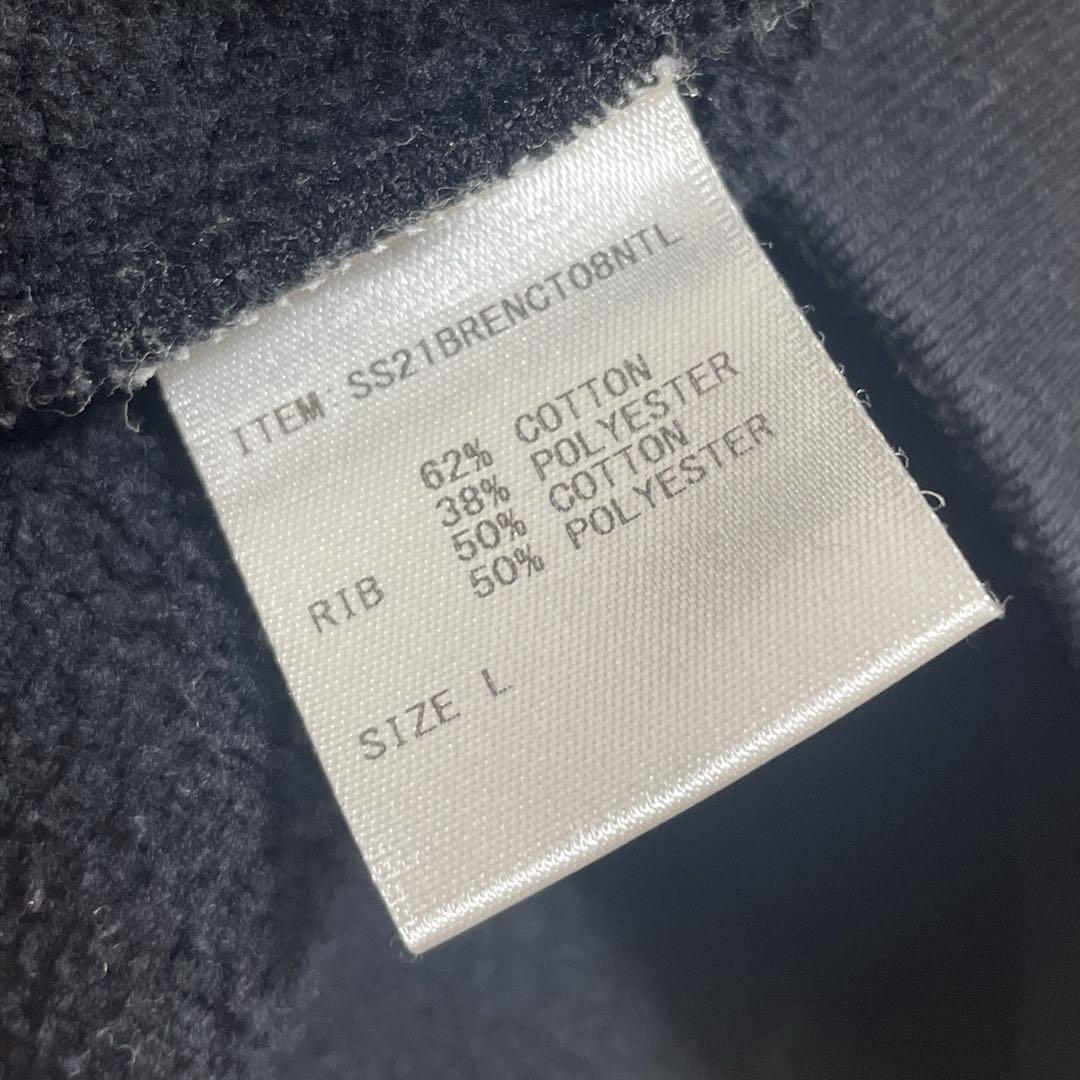 ITEM: SS21BRENCT08NTL
62% COTTON
38% POLYESTER
RIB 50% COTTON
50% POLYESTER
SIZE L